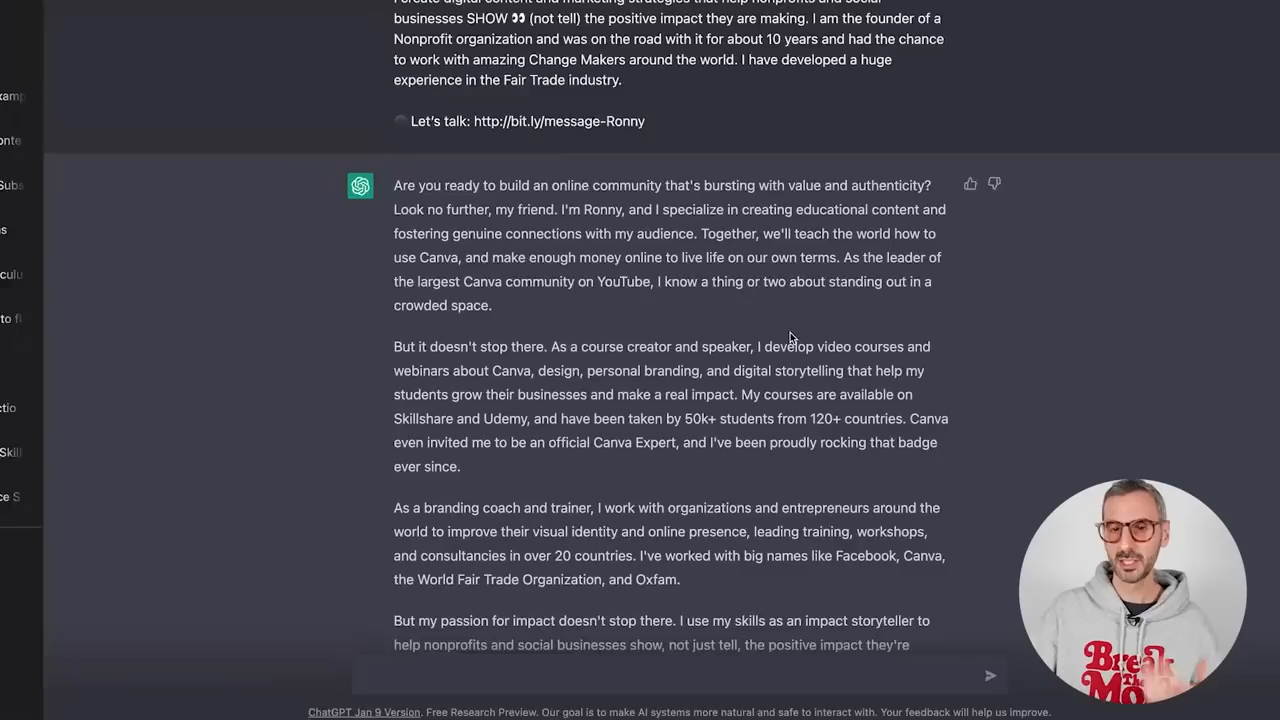 businesses SHOW 👀 (not tell) the positive impact they are making. I am the founder of a
Nonprofit organization and was on the road with it for about 10 years and had the chance
to work with amazing Change Makers around the world. I have developed a huge
experience in the Fair Trade industry.
Let's talk: http://bit.ly/message-Ronny
Are you ready to build an online community that's bursting with value and authenticity?
Look no further, my friend. I'm Ronny, and I specialize in creating educational content and
fostering genuine connections with my audience. Together, we'll teach the world how to
use Canva, and make enough money online to live life on our own terms. As the leader of
the largest Canva community on YouTube, I know a thing or two about standing out in a
crowded space.
But it doesn't stop there. As a course creator and speaker, I develop video courses and
webinars about Canva, design, personal branding, and digital storytelling that help my
students grow their businesses and make a real impact. My courses are available on
Skillshare and Udemy, and have been taken by 50k+ students from 120+ countries. Canva
even invited me to be an official Canva Expert, and I've been proudly rocking that badge
ever since.
As a branding coach and trainer, I work with organizations and entrepreneurs around the
world to improve their visual identity and online presence, leading training, workshops,
and consultancies in over 20 countries. I've worked with big names like Facebook, Canva,
the World Fair Trade Organization, and Oxfam.
But my passion for impact doesn't stop there. I use my skills as an impact storyteller to
help nonprofits and social businesses show, not just tell, the positive impact they're
Break
The
Mo
ChatGPT Jan 9 Version. Free Research Preview. Our goal is to make AI systems more natural and safe to interact with. Your feedback will help us improve.